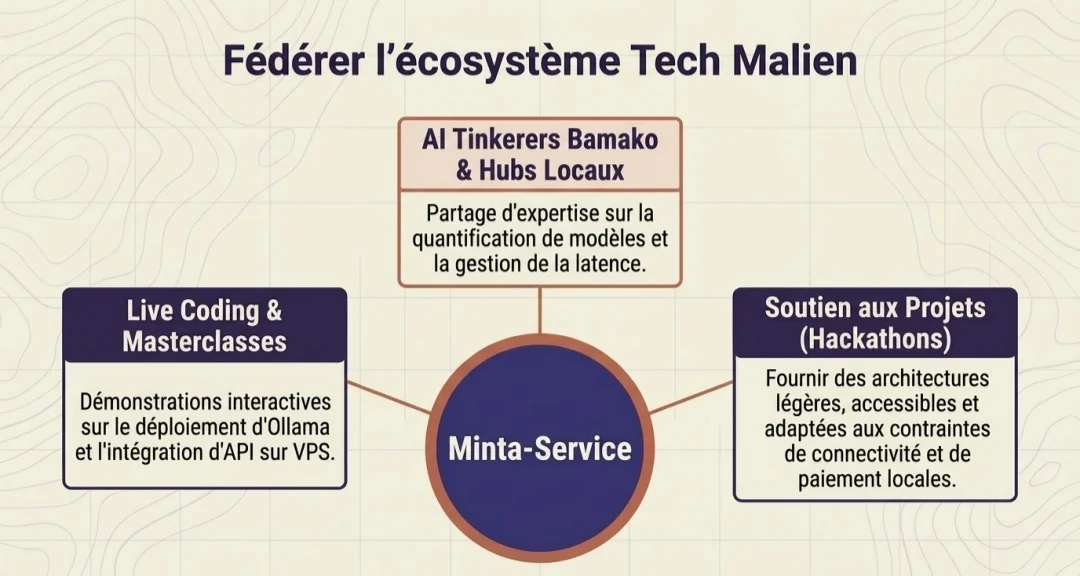 Fédérer l'écosystème Tech Malien
AI Tinkerers Bamako
& Hubs Locaux
Partage d'expertise sur la
quantification de modèles et
la gestion de la latence.
Live Coding &
Masterclasses
Démonstrations interactives
sur le déploiement d'Ollama
et l'intégration d'API sur VPS.
Minta-Service
Soutien aux Projets
(Hackathons)
Fournir des architectures
légères, accessibles et
adaptées aux contraintes
de connectivité et de
paiement locales.